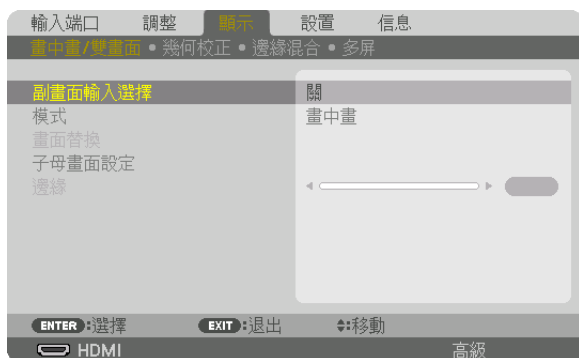 輸入端口 調整 顯示 設置 信息
畫中畫/雙畫面 • 幾何校正 • 邊緣混合 • 多屏
副畫面輸入選擇 關
模式 畫中畫
畫面替換
子母畫面設定
邊緣
ENTER :選擇 EXIT :退出 :移動
HDMI 高級